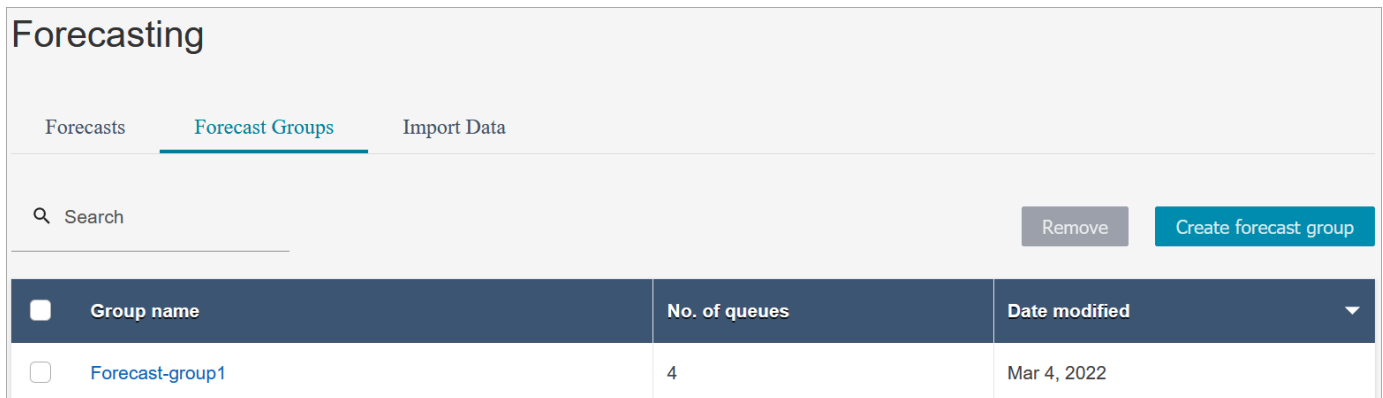 Forecasting
Forecasts Forecast Groups Import Data
Search Remove Create forecast group
Group name No. of queues Date modified
Forecast-group1 4 Mar 4, 2022